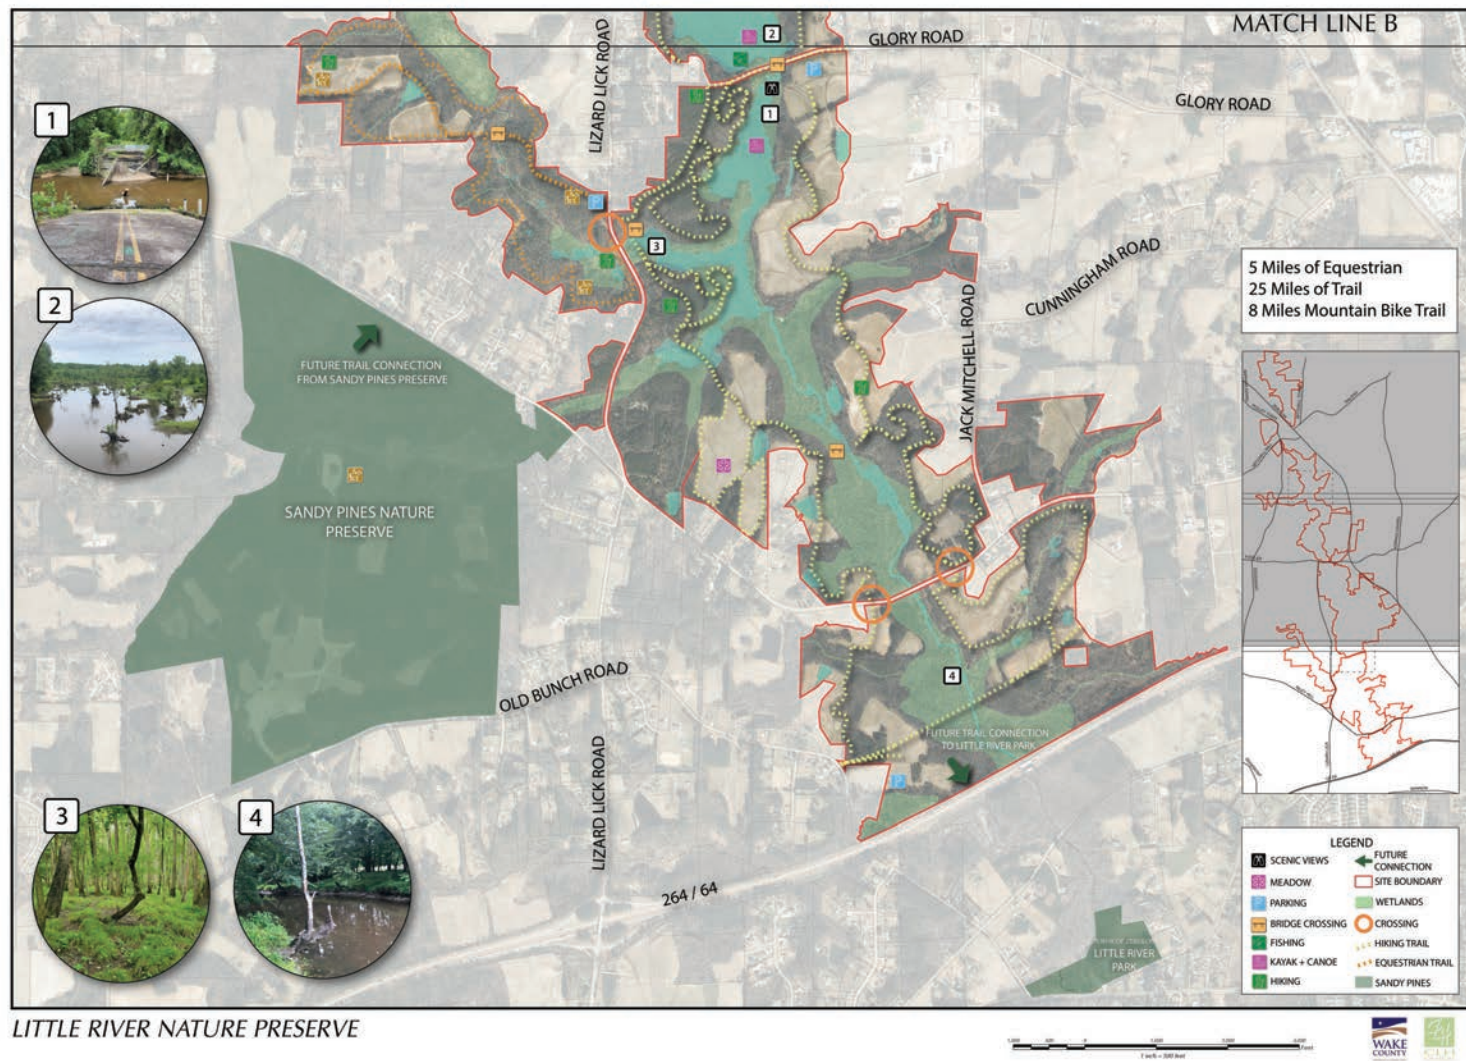 MATCH LINE B
GLORY ROAD
GLORY ROAD
LIZARD LICK ROAD
2
1
1
3
CUNNINGHAM ROAD
5 Miles of Equestrian
25 Miles of Trail
8 Miles Mountain Bike Trail
2
FUTURE TRAIL CONNECTION
FROM SANDY PINES PRESERVE
JACK MITCHELL ROAD
SANDY PINES NATURE
PRESERVE
OLD BUNCH ROAD
4
FUTURE TRAIL CONNECTION
TO LITTLE RIVER PARK
LIZARD LICK ROAD
3
4
264 / 64
LITTLE RIVER
PARK
LEGEND
SCENIC VIEWS
MEADOW
PARKING
BRIDGE CROSSING
FISHING
KAYAK + CANOE
HIKING
FUTURE
CONNECTION
SITE BOUNDARY
WETLANDS
CROSSING
HIKING TRAIL
EQUESTRIAN TRAIL
SANDY PINES
LITTLE RIVER NATURE PRESERVE
WAKE
COUNTY